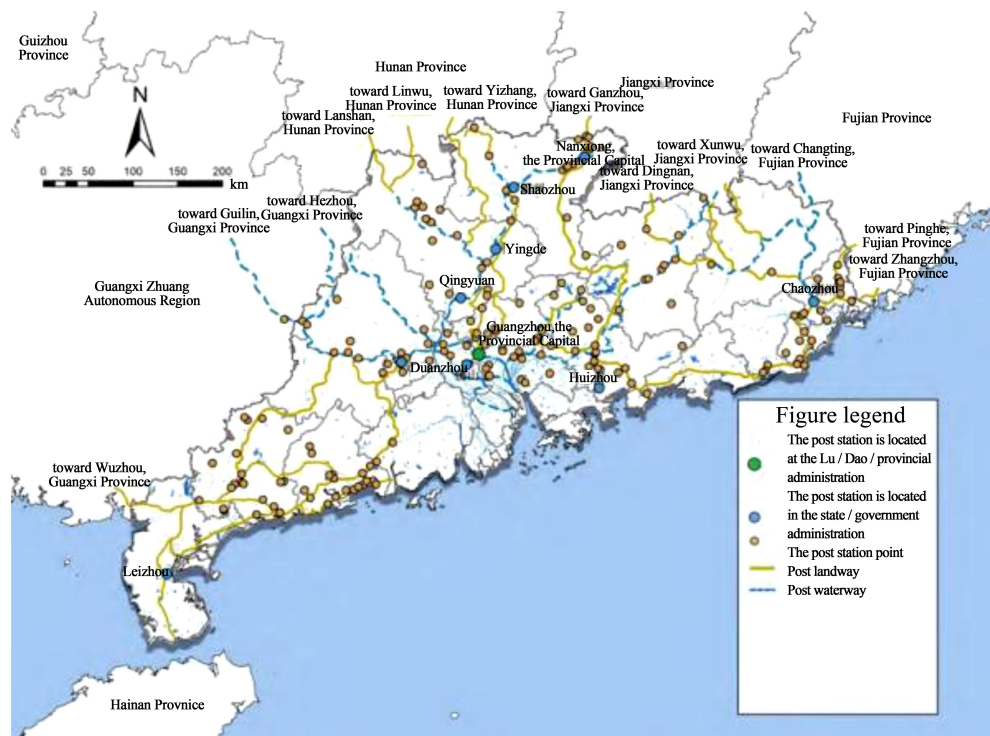 Guizhou
Province
Hunan Province
Jiangxi Province
Fujian Province
toward Linwu,
Hunan Province
toward Yizhang,
Hunan Province
toward Ganzhou,
Jiangxi Province
toward Lanshan,
Hunan Province
N
Nanxiong,
the Provincial Capital
toward Xunwu,
Jiangxi Province
toward Changting,
Fujian Province
toward Dingnan,
Jiangxi Province
0 25 50 100 150 200
km
Shaozhou
toward Hezhou,
Guangxi Province
toward Guilin,
Guangxi Province
toward Pinghe,
Fujian Province
Yingde
toward Zhangzhou,
Fujian Province
Guangxi Zhuang
Autonomous Region
Qingyuan
Chaozhou
Guangzhou,the
Provincial Capital
Duanzhou
Huizhou
toward Wuzhou,
Guangxi Province
Leizhou
Hainan Provnice
Figure legend
The post station is located
at the Lu / Dao / provincial
administration
The post station is located
in the state / government
administration
The post station point
Post landway
Post waterway